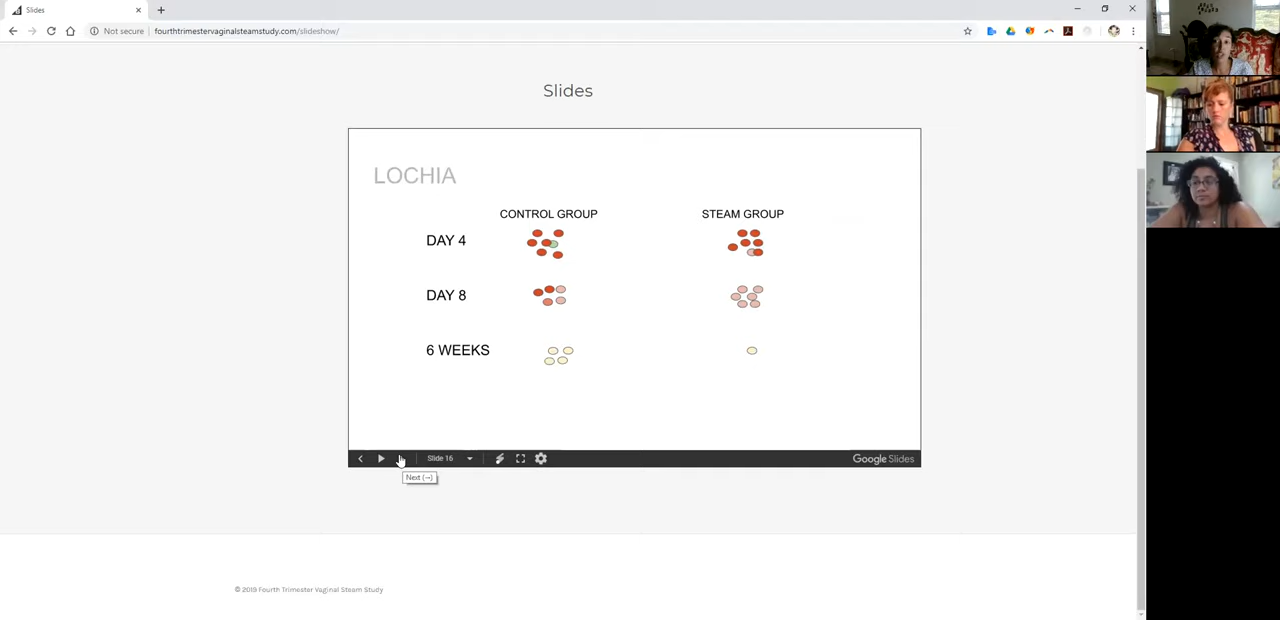 Slides
Not secure
fourthtrimestervaginalsteamstudy.com/slideshow/
Slides
LOCHIA
CONTROL GROUP
STEAM GROUP
DAY 4
DAY 8
6 WEEKS
Slide 16
Google Slides
Next (→)
© 2019 Fourth Trimester Vaginal Steam Study